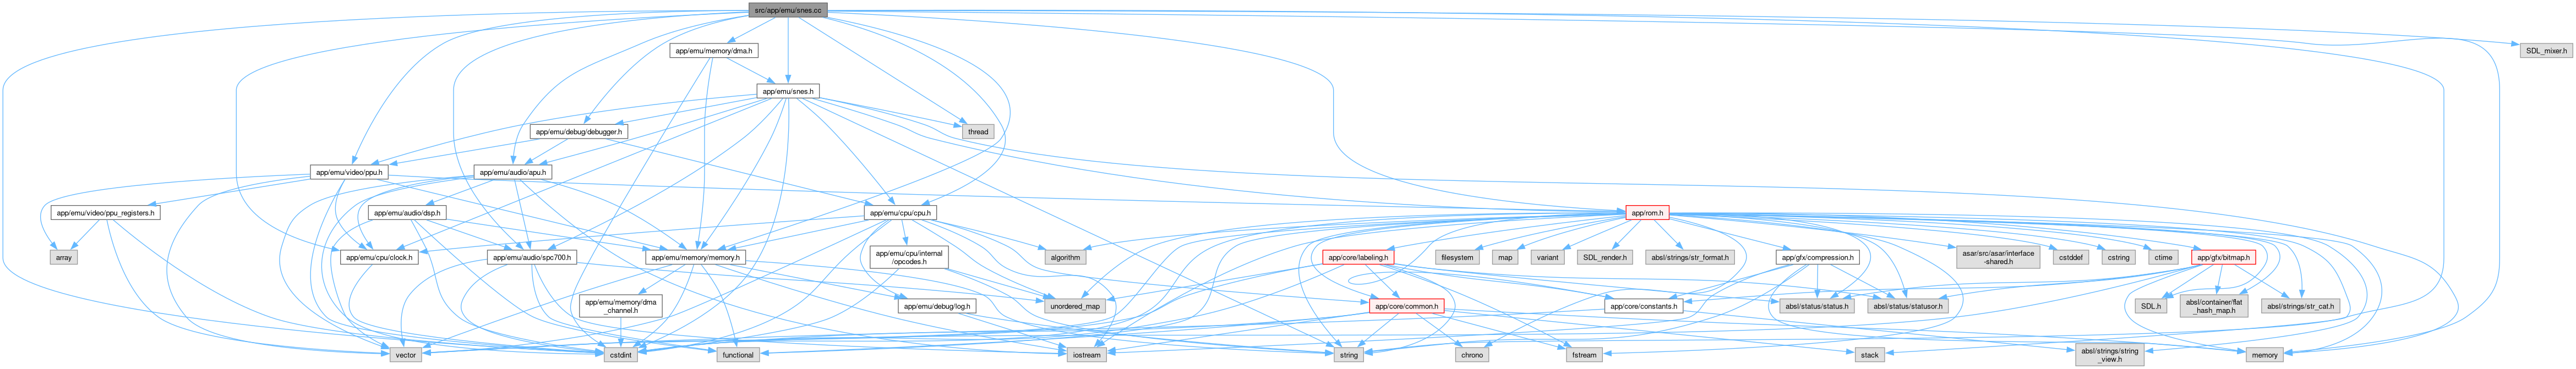 src/app/emu/snes.cc
app/emu/memory/dma.h
SDL_mixer.h
app/emu/snes.h
app/emu/debug/debugger.h
thread
app/emu/video/ppu.h
app/emu/audio/apu.h
app/emu/video/ppu_registers.h
app/emu/audio/dsp.h
app/emu/cpu/cpu.h
app/rom.h
array
app/emu/cpu/clock.h
app/emu/audio/spc700.h
app/emu/memory/memory.h
app/emu/cpu/internal
/opcodes.h
algorithm
app/core/labeling.h
filesystem
map
variant
SDL_render.h
absl/strings/str_format.h
app/gfx/compression.h
asar/src/asar/interface
-shared.h
cstddef
cstring
ctime
app/gfx/bitmap.h
app/emu/memory/dma
_channel.h
app/emu/debug/log.h
unordered_map
app/core/common.h
app/core/constants.h
absl/status/status.h
absl/status/statusor.h
SDL.h
absl/container/flat
_hash_map.h
absl/strings/str_cat.h
vector
cstdint
functional
iostream
string
chrono
fstream
stack
absl/strings/string
_view.h
memory